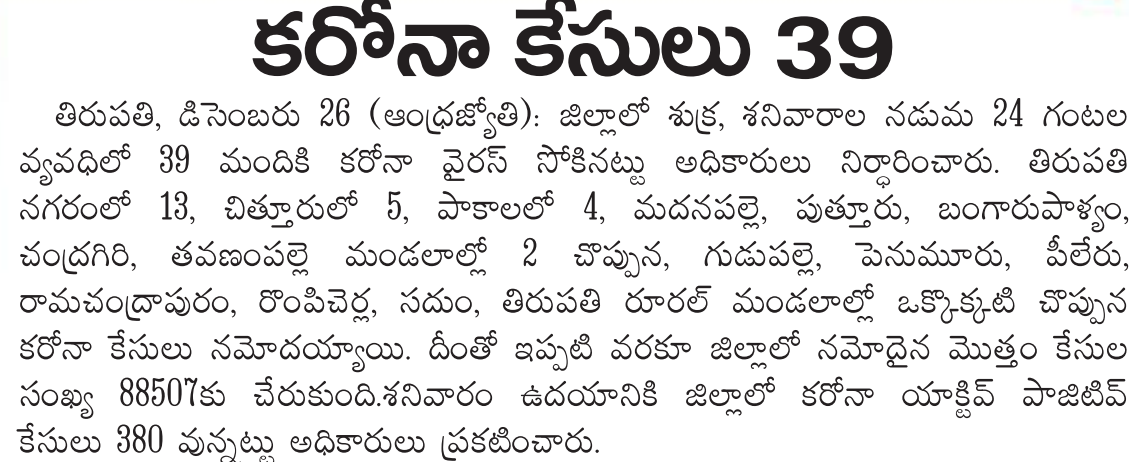 కరోనా కేసులు 39
తిరుపతి, డిసెంబరు 26 (ఆంధ్రజ్యోతి): జిల్లాలో శుక్ర, శనివారాల నడుమ 24 గంటల
వ్యవధిలో 39 మందికి కరోనా వైరస్ సోకినట్టు అధికారులు నిర్ధారించారు. తిరుపతి
నగరంలో 13, చిత్తూరులో 5, పాకాలలో 4, మదనపల్లె, పుత్తూరు, బంగారుపాళ్యం,
చంద్రగిరి, తవణంపల్లె మండలాల్లో 2 చొప్పున, గుడుపల్లె, పెనుమూరు, పీలేరు,
రామచంద్రాపురం, రొంపిచెర్ల, సదుం, తిరుపతి రూరల్ మండలాల్లో ఒక్కొక్కటి చొప్పున
కరోనా కేసులు నమోదయ్యాయి. దీంతో ఇప్పటి వరకూ జిల్లాలో నమోదైన మొత్తం కేసుల
సంఖ్య 88507కు చేరుకుంది.శనివారం ఉదయానికి జిల్లాలో కరోనా యాక్టివ్ పాజిటివ్
కేసులు 380 వున్నట్టు అధికారులు ప్రకటించారు.